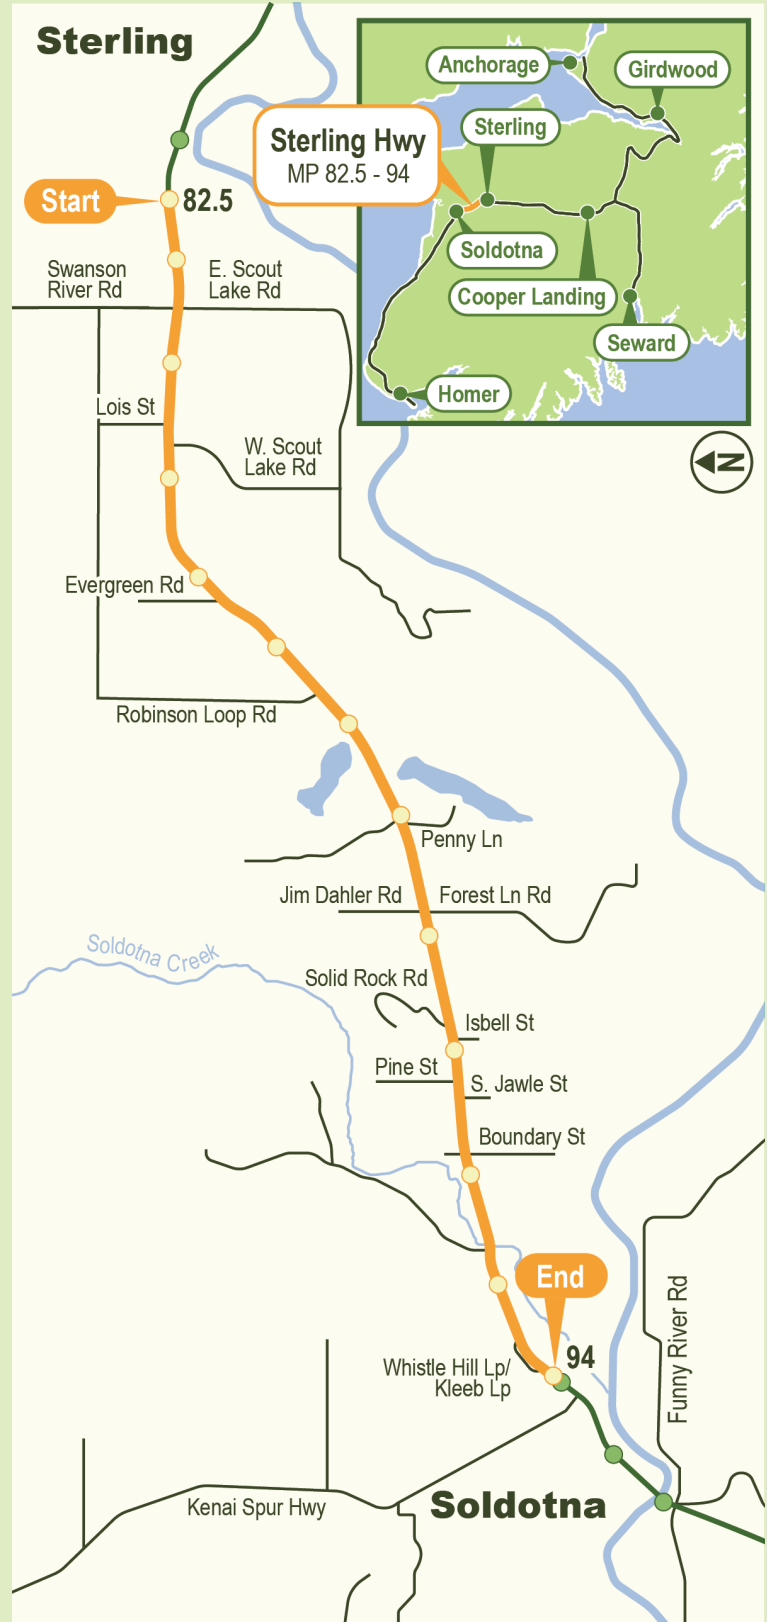 Sterling
Anchorage
Girdwood
Sterling Hwy
MP 82.5 - 94
Sterling
Start
82.5
Soldotna
Swanson
River Rd
E. Scout
Lake Rd
Cooper Landing
Seward
Homer
Lois St
W. Scout
Lake Rd
N
Evergreen Rd
Robinson Loop Rd
Penny Ln
Jim Dahler Rd
Forest Ln Rd
Soldotna Creek
Solid Rock Rd
Isbell St
Pine St
S. Jawle St
Boundary St
End
Funny River Rd
94
Whistle Hill Lp/
Kleeb Lp
Soldotna
Kenai Spur Hwy